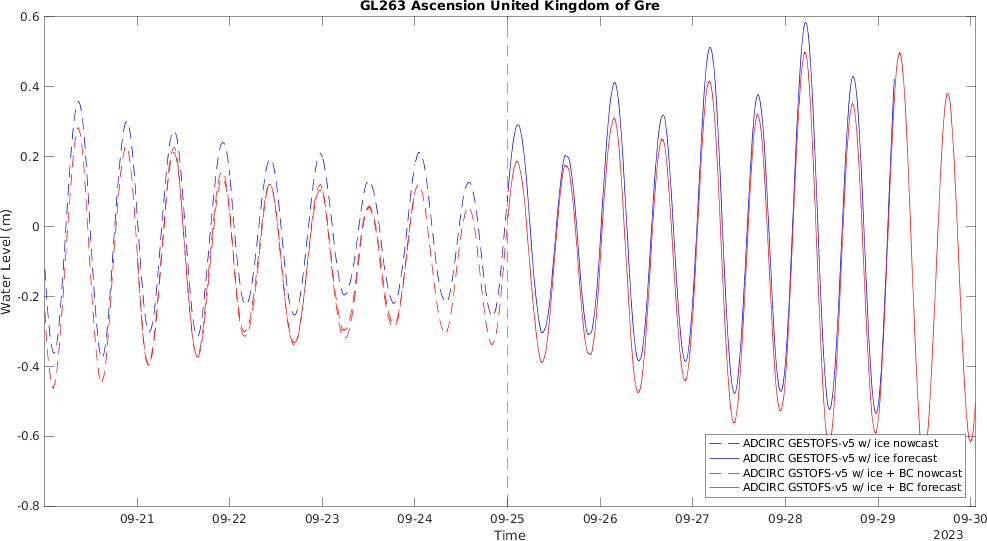 GL263 Ascension United Kingdom of Gre
Water Level (m)
0.6
0.4
0.2
0
-0.2
-0.4
-0.6
-0.8
ADCIRC GESTOFS-v5 w/ ice nowcast
ADCIRC GESTOFS-v5 w/ ice forecast
ADCIRC GSTOFS-v5 w/ ice + BC nowcast
ADCIRC GSTOFS-v5 w/ ice + BC forecast
09-21 09-22 09-23 09-24 09-25 09-26 09-27 09-28 09-29 09-30
Time
2023